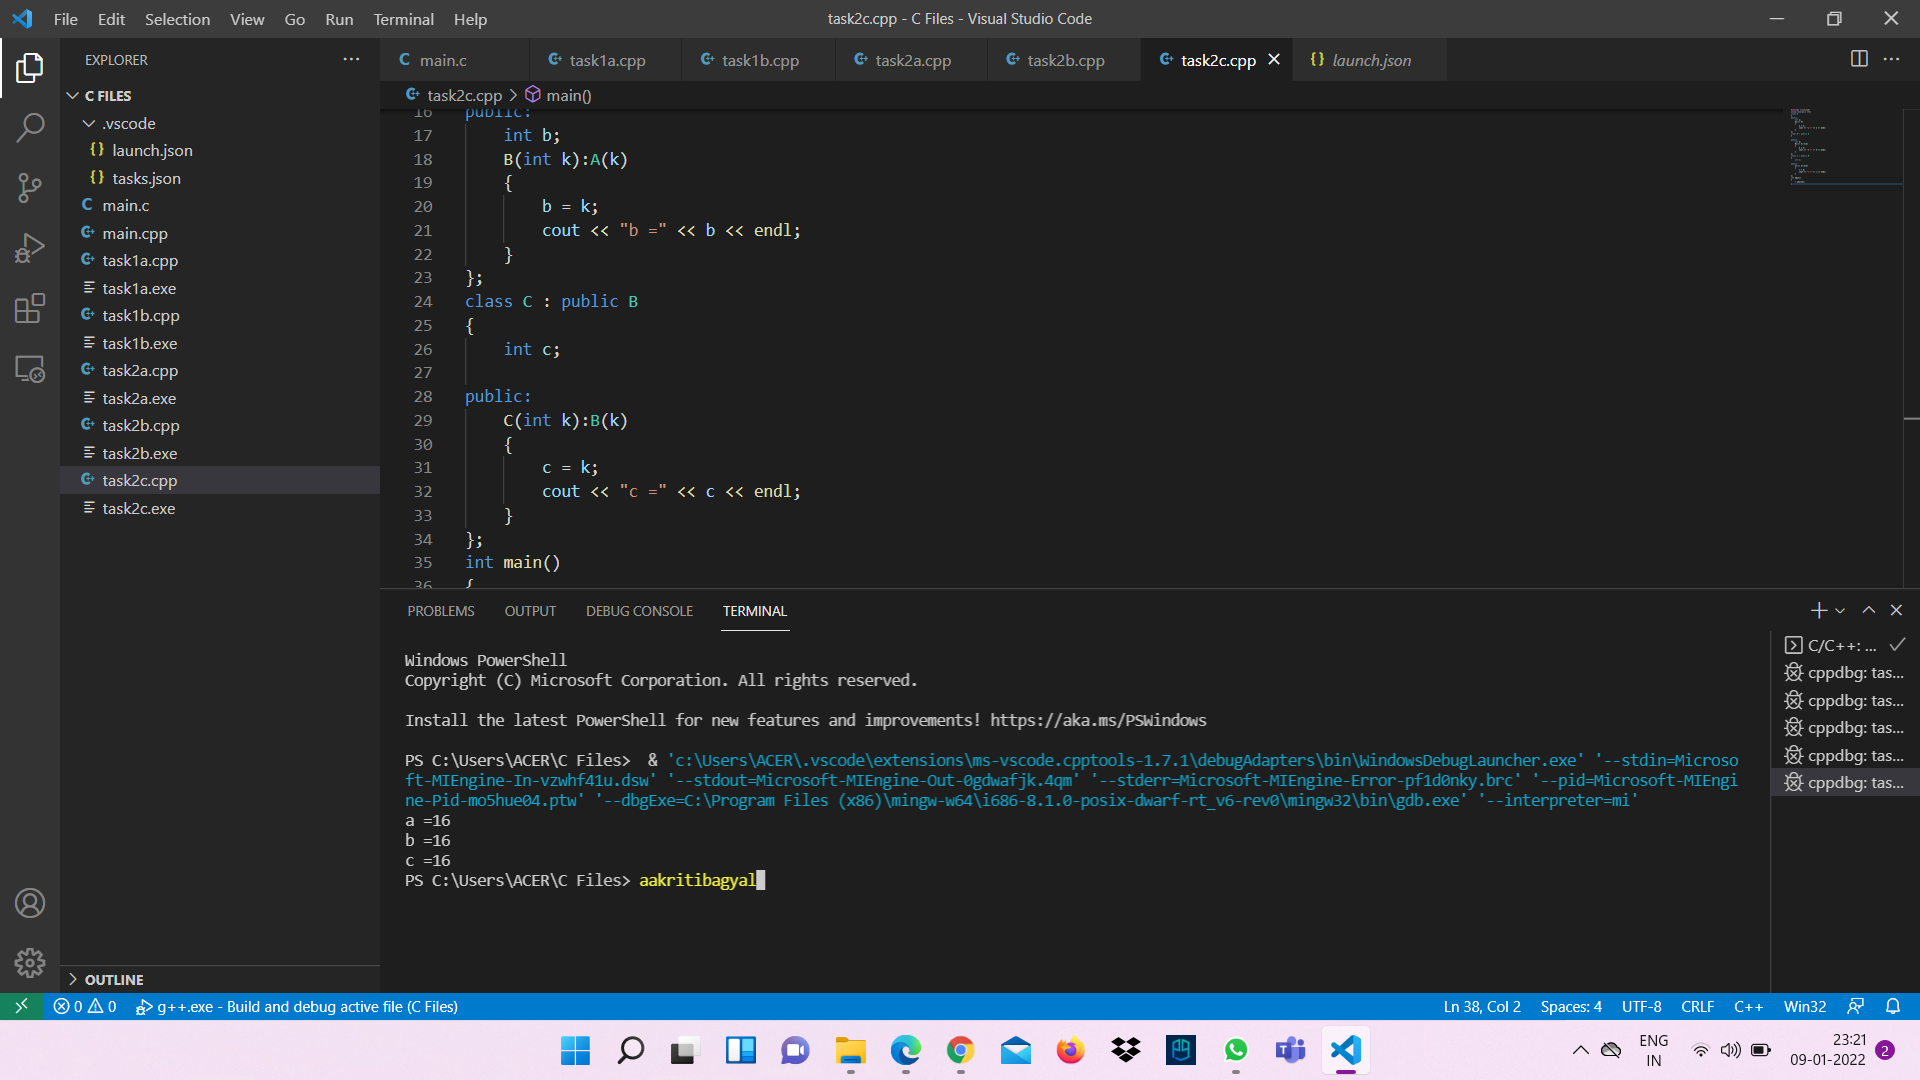 File Edit Selection View Go Run Terminal Help
task2c.cpp - C Files - Visual Studio Code
EXPLORER
C FILES
.vscode
launch.json
tasks.json
main.c
main.cpp
task1a.cpp
task1a.exe
task1b.cpp
task1b.exe
task2a.cpp
task2a.exe
task2b.cpp
task2b.exe
task2c.cpp
task2c.exe
OUTLINE
main.c task1a.cpp task1b.cpp task2a.cpp task2b.cpp task2c.cpp launch.json
task2c.cpp > main()
16 public:
17 int b;
18 B(int k):A(k)
19 {
20 b = k;
21 cout << "b =" << b << endl;
22 }
23 };
24 class C : public B
25 {
26 int c;
27
28 public:
29 C(int k):B(k)
30 {
31 c = k;
32 cout << "c =" << c << endl;
33 }
34 };
35 int main()
36 {
PROBLEMS OUTPUT DEBUG CONSOLE TERMINAL
Windows PowerShell
Copyright (C) Microsoft Corporation. All rights reserved.
Install the latest PowerShell for new features and improvements! https://aka.ms/PSWindows
PS C:\Users\ACER\C Files>  & 'c:\Users\ACER\.vscode\extensions\ms-vscode.cpptools-1.7.1\debugAdapters\bin\WindowsDebugLauncher.exe' '--stdin=Microso
ft-MIEngine-In-vzwhf41u.dsw' '--stdout=Microsoft-MIEngine-Out-0gdwafjk.4qm' '--stderr=Microsoft-MIEngine-Error-pf1d0nky.brc' '--pid=Microsoft-MIEngi
ne-Pid-mo5hue04.ptw' '--dbgExe=C:\Program Files (x86)\mingw-w64\i686-8.1.0-posix-dwarf-rt_v6-rev0\mingw32\bin\gdb.exe' '--interpreter=mi'
a =16
b =16
c =16
PS C:\Users\ACER\C Files> aakritibagyal
C/C++: ...
cppdbg: tas...
cppdbg: tas...
cppdbg: tas...
cppdbg: tas...
cppdbg: tas...
0 0 g++.exe - Build and debug active file (C Files)
Ln 38, Col 2 Spaces: 4 UTF-8 CRLF C++ Win32
ENG
IN
23:21
09-01-2022
2